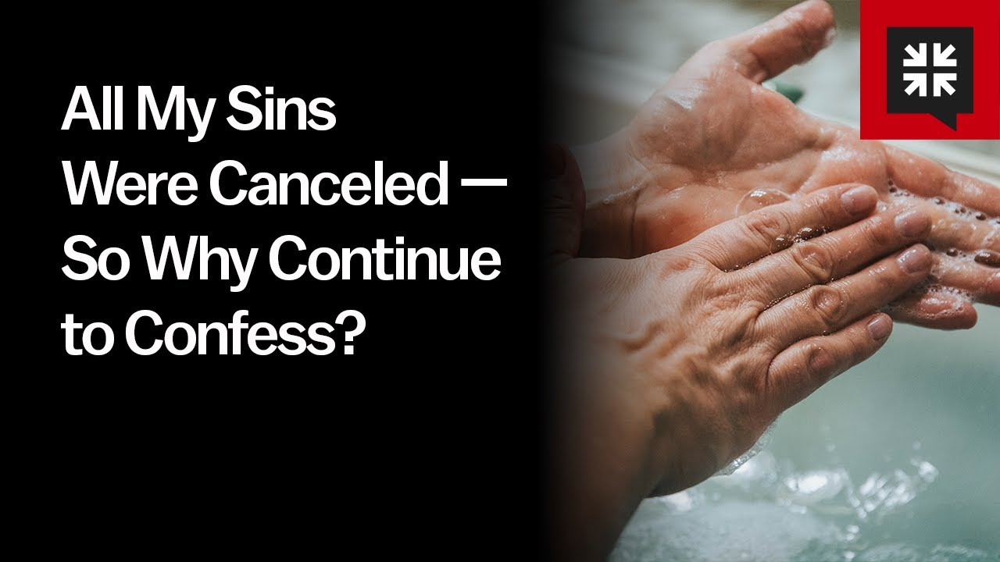 All My Sins
Were Canceled —
So Why Continue
to Confess?